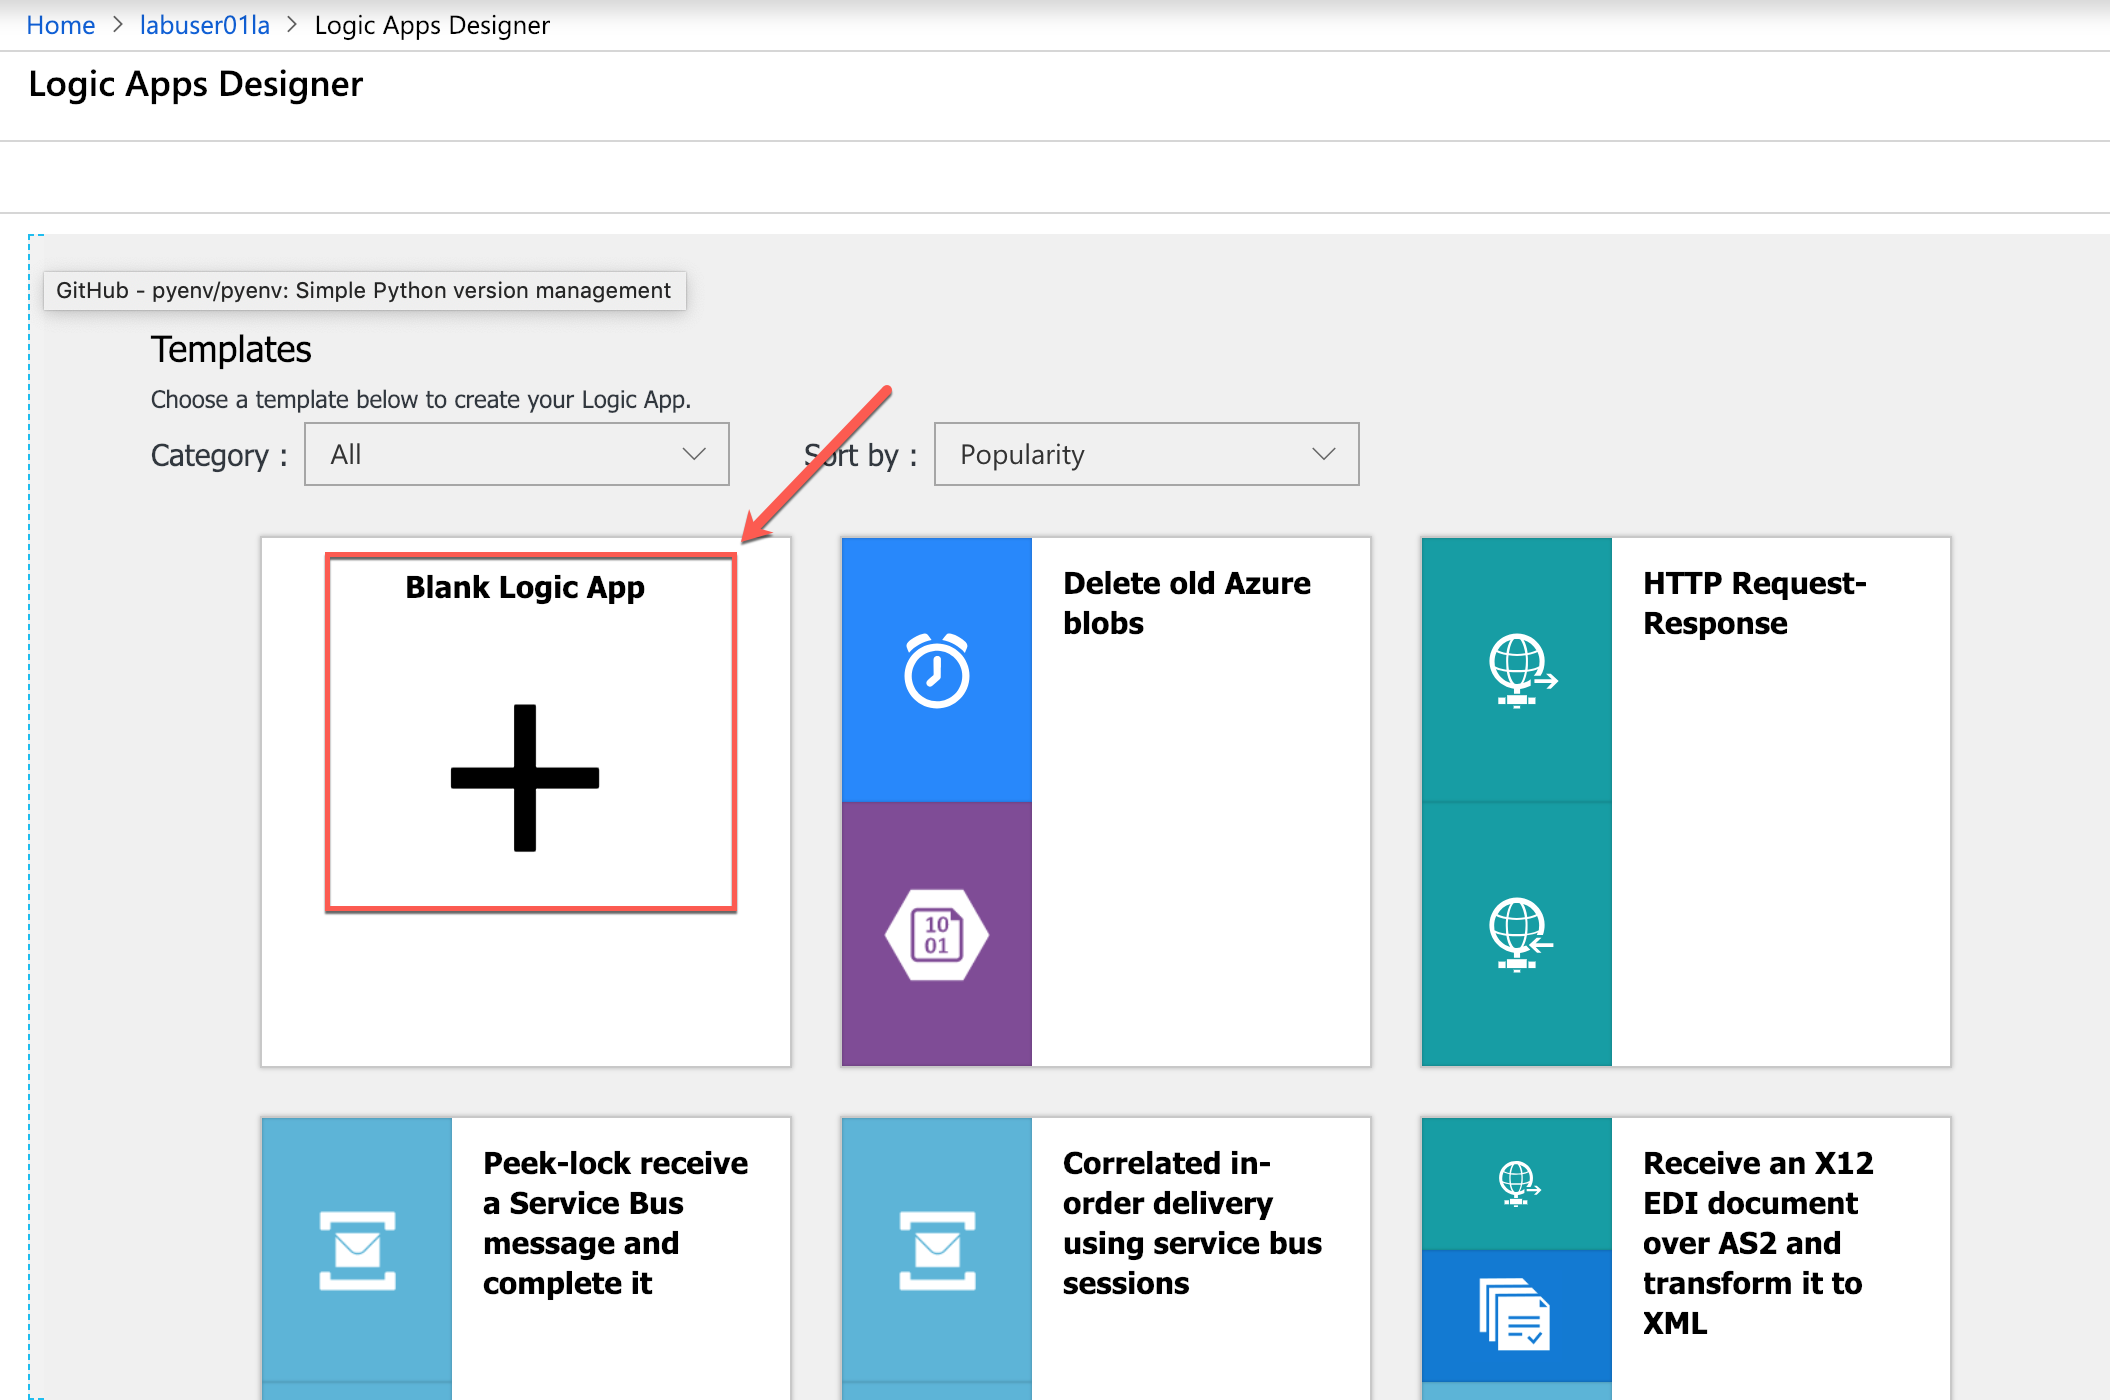 Home > labuser01la > Logic Apps Designer
Logic Apps Designer
GitHub - pyenv/pyenv: Simple Python version management
Templates
Choose a template below to create your Logic App.
Category : All
Sort by : Popularity
Blank Logic App
Delete old Azure
blobs
10
01
HTTP Request-
Response
Peek-lock receive
a Service Bus
message and
complete it
Correlated in-
order delivery
using service bus
sessions
Receive an X12
EDI document
over AS2 and
transform it to
XML